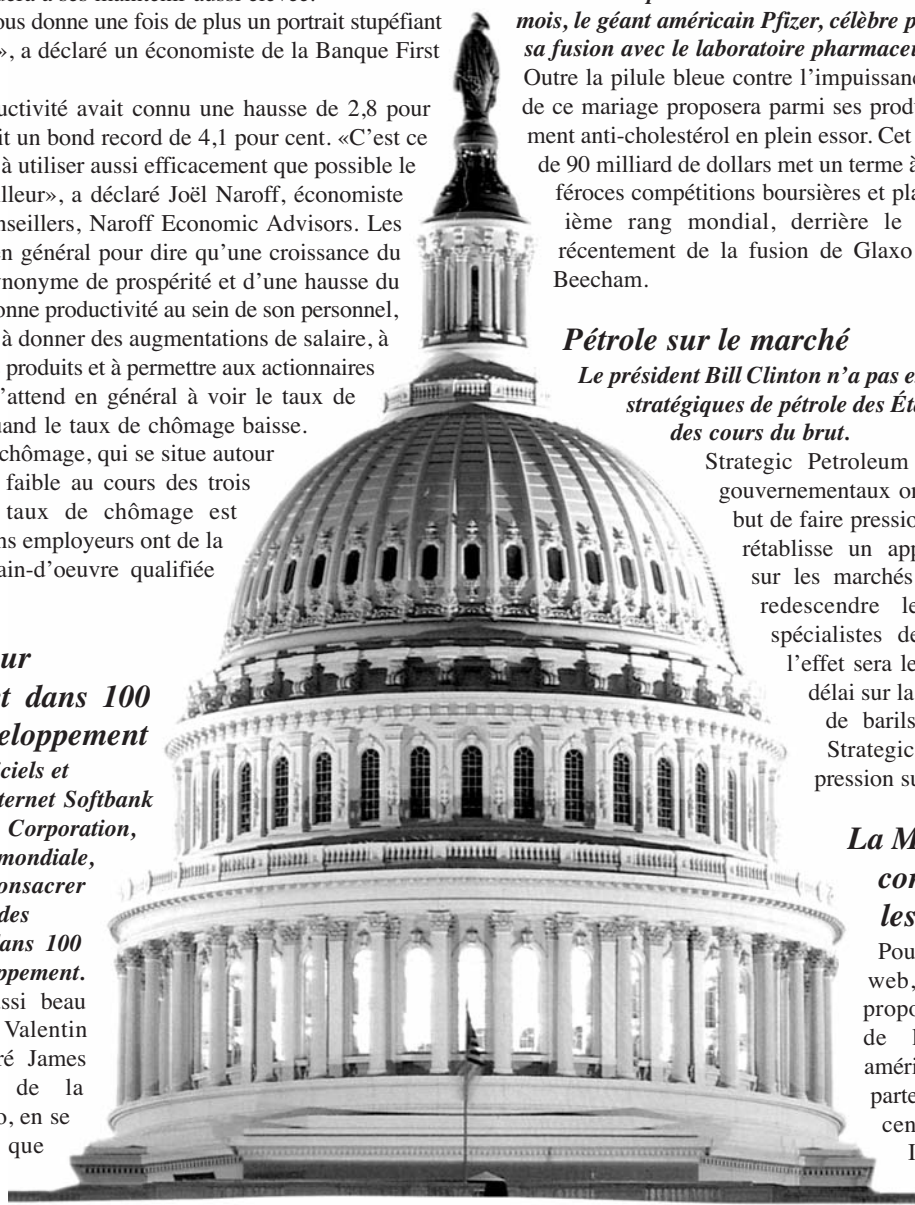 ous donne une fois de plus un portrait stupéfiant
», a déclaré un économiste de la Banque First
uctivité avait connu une hausse de 2,8 pour
it un bond record de 4,1 pour cent. «C'est ce
à utiliser aussi efficacement que possible le
illeur», a déclaré Joël Naroff, économiste
nseillers, Naroff Economic Advisors. Les
en général pour dire qu'une croissance du
ynonyme de prospérité et d'une hausse du
onne productivité au sein de son personnel,
à donner des augmentations de salaire, à
produits et à permettre aux actionnaires
'attend en général à voir le taux de
uand le taux de chômage baisse.
chômage, qui se situe autour
faible au cours des trois
taux de chômage est
ns employeurs ont de la
ain-d'oeuvre qualifiée
ur
t dans 100
eloppement
ciels et
ternet Softbank
Corporation,
mondiale,
onsacrer
des
ans 100
ppement.
ssi beau
Valentin
ré James
de la
o, en se
que
mois, le géant américain Pfizer, célèbre p
sa fusion avec le laboratoire pharmaceu
Outre la pilule bleue contre l'impuissan
de ce mariage proposera parmi ses produ
ment anti-cholestérol en plein essor. Cet
de 90 milliard de dollars met un terme à
féroces compétitions boursières et pla
ième rang mondial, derrière le
récentement de la fusion de Glaxo
Beecham.
Pétrole sur le marché
Le président Bill Clinton n'a pas e
stratégiques de pétrole des Ét
des cours du brut.
Strategic Petroleum
gouvernementaux on
but de faire pressio
rétablisse un app
sur les marchés
redescendre le
spécialistes de
l'effet sera le
délai sur la
de barils
Strategic
pression su
La M
con
les
Pou
web,
propo
de l
améri
parte
cen